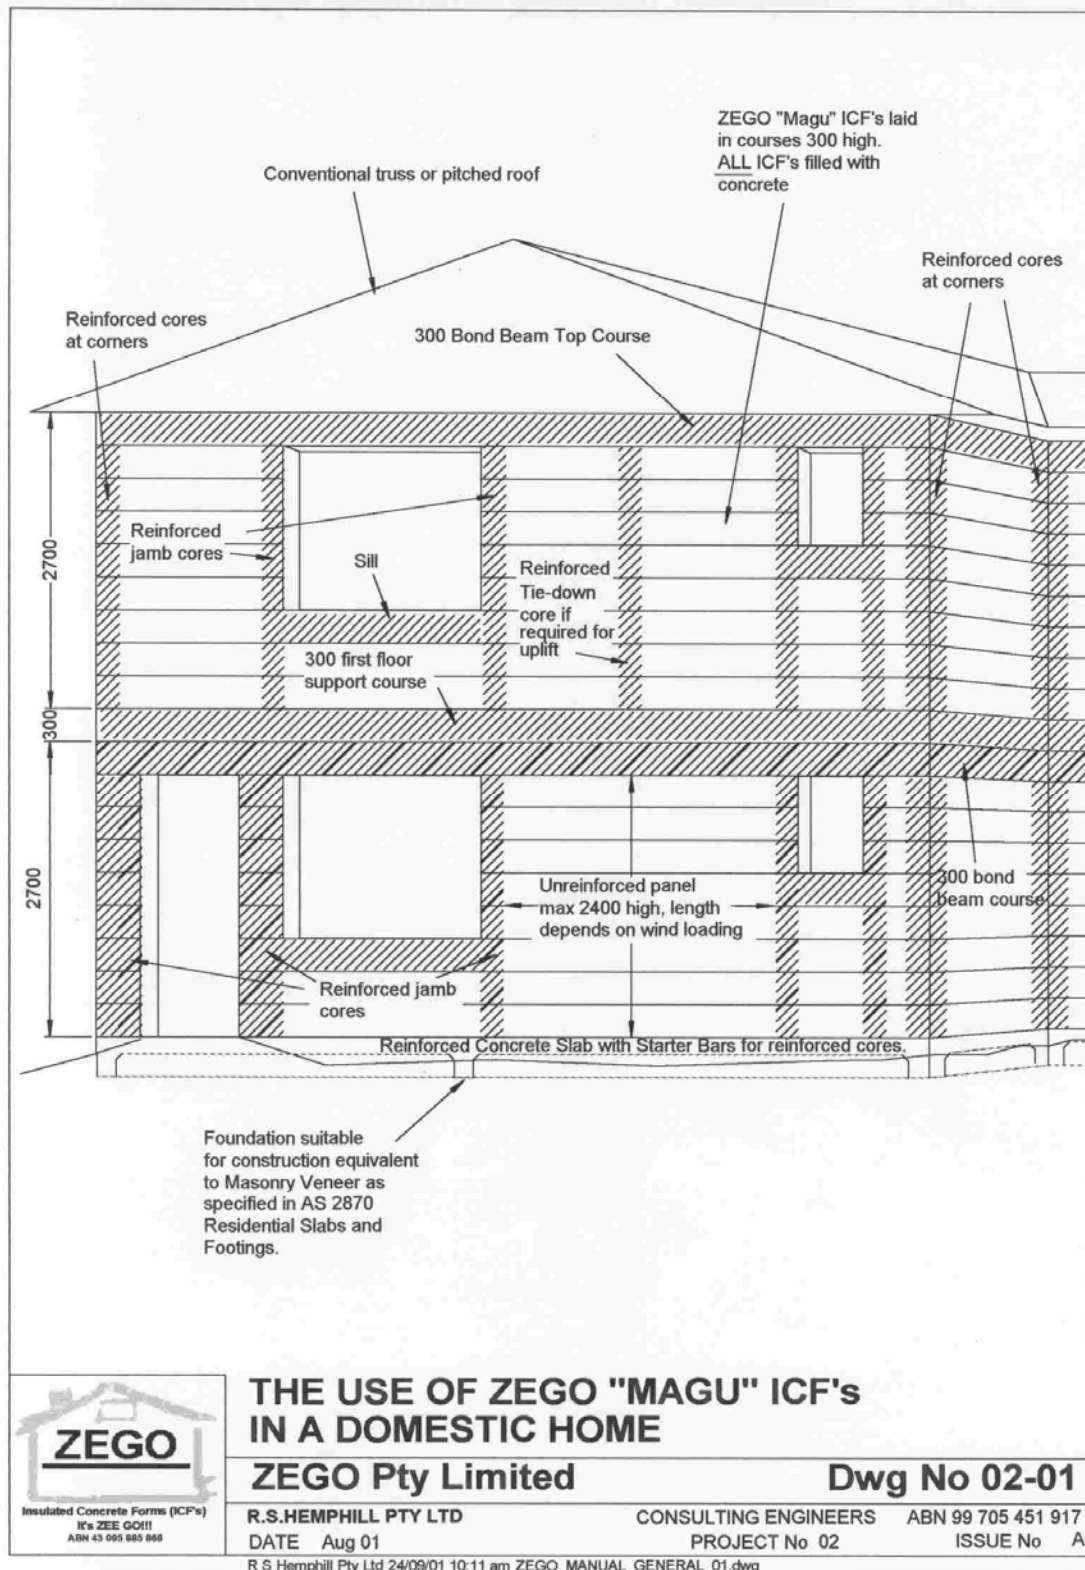 ZEGO "Magu" ICF's laid
in courses 300 high.
ALL ICF's filled with
concrete
Conventional truss or pitched roof
Reinforced cores
at corners
Reinforced cores
at corners
300 Bond Beam Top Course
Reinforced
jamb cores
Sill
Reinforced
Tie-down
core if
required for
uplift
2700
300 first floor
support course
300
2700
Unreinforced panel
max 2400 high, length
depends on wind loading
300 bond
beam course
Reinforced jamb
cores
Reinforced Concrete Slab with Starter Bars for reinforced cores.
Foundation suitable
for construction equivalent
to Masonry Veneer as
specified in AS 2870
Residential Slabs and
Footings.
ZEGO
Insulated Concrete Forms (ICF's)
It's ZEE GO!!!
ABN 43 095 885 868
THE USE OF ZEGO "MAGU" ICF's
IN A DOMESTIC HOME
ZEGO Pty Limited
Dwg No 02-01
R.S.HEMPHILL PTY LTD
CONSULTING ENGINEERS
ABN 99 705 451 917
DATE Aug 01
PROJECT No 02
ISSUE No A
R S Hemphill Pty Ltd 24/09/01 10:11 am ZEGO_MANUAL_GENERAL_01.dwg